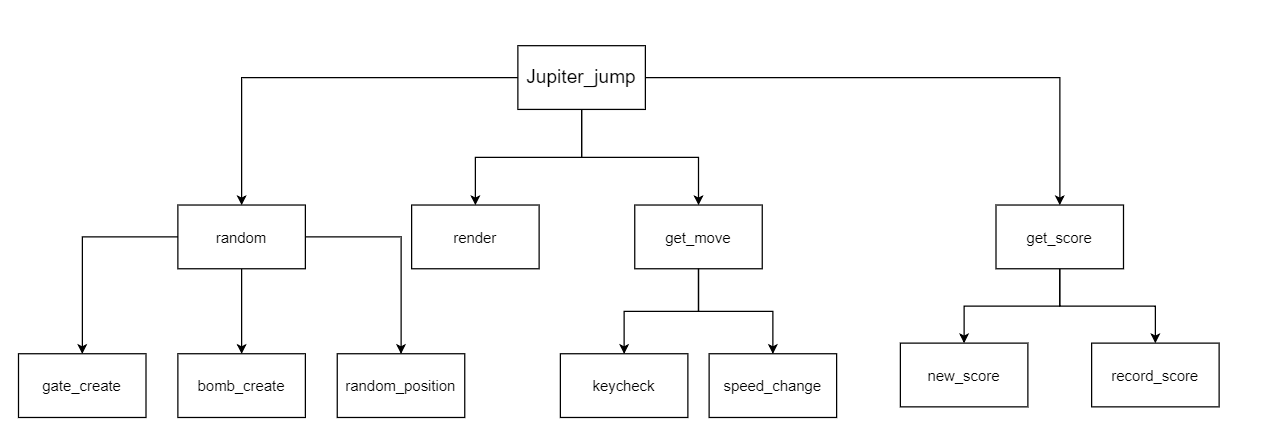 Jupiter_jump
random
render
get_move
get_score
gate_create
bomb_create
random_position
keycheck
speed_change
new_score
record_score